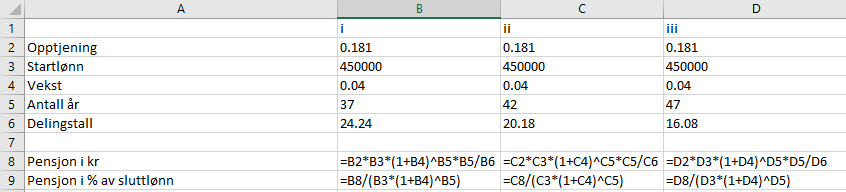 A B C D
1 i ii iii
2 Opptjening 0.181 0.181 0.181
3 Startlønn 450000 450000 450000
4 Vekst 0.04 0.04 0.04
5 Antall år 37 42 47
6 Delingstall 24.24 20.18 16.08
7
8 Pensjon i kr =B2*B3*(1+B4)^B5*B5/B6 =C2*C3*(1+C4)^C5*C5/C6 =D2*D3*(1+D4)^D5*D5/D6
9 Pensjon i % av sluttlønn =B8/(B3*(1+B4)^B5) =C8/(C3*(1+C4)^C5) =D8/(D3*(1+D4)^D5)